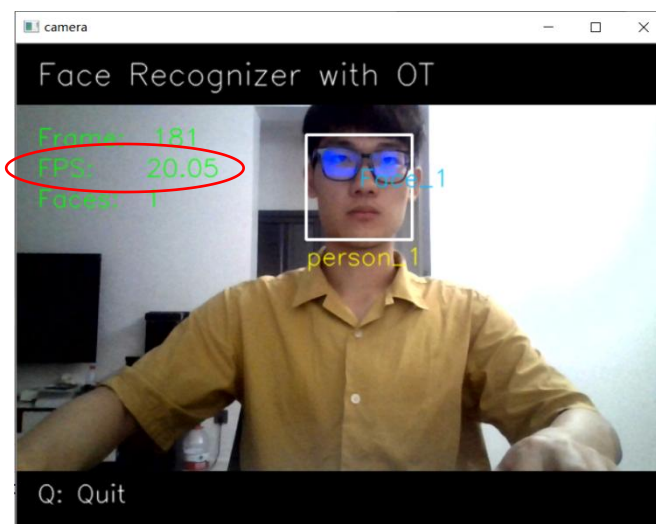 camera
Face Recognizer with OT
Frame: 181
FPS: 20.05
Faces: 1
Face_1
person_1
Q: Quit